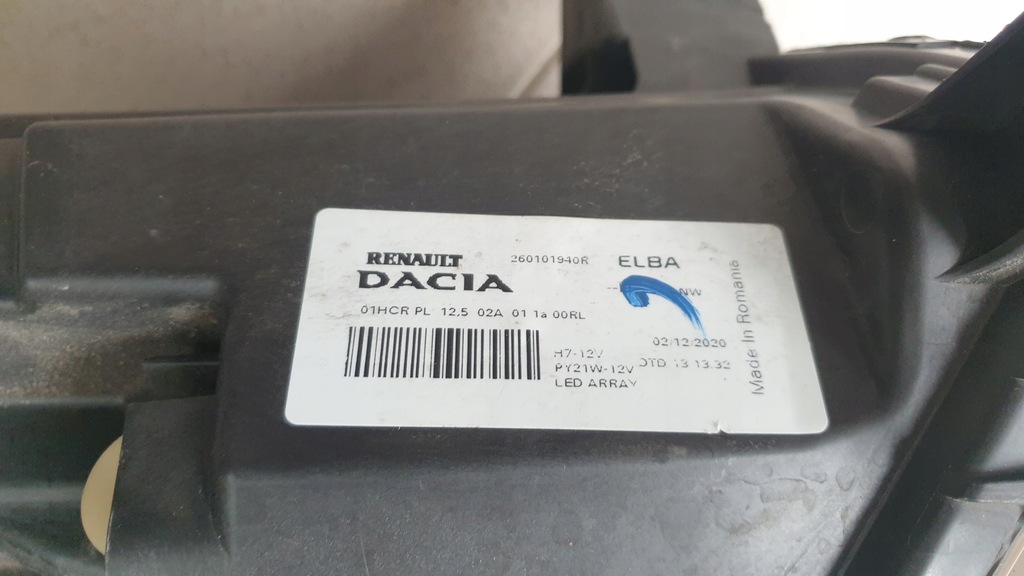 RENAULT 260101940R ELBA
DACIA
NW
01HCR PL 12,5 02A 01 1a 00RL
02/12/2020
H7-12V
13 13.32
PY21W-12V
LED ARRAY
Made In Romania